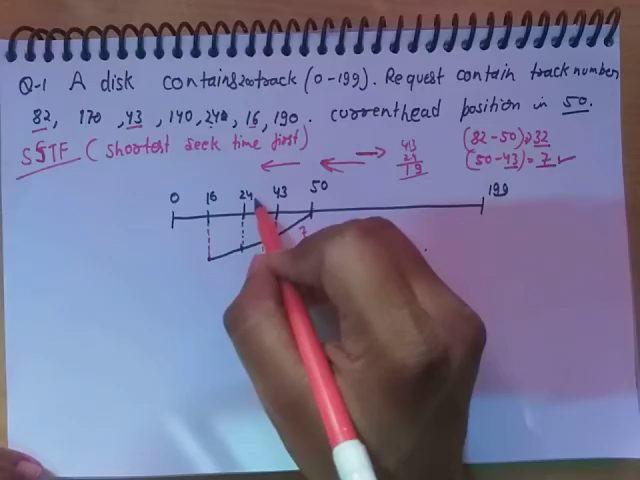 Q-1 A disk contains 200 track (0-199). Request contain track number
82, 170, 43, 140, 24, 16, 190. current head position in 50.
SSTF (shortest seek time first)
43
24
19
(82-50)=32
(50-43)=7 ✓
0 16 24 43 50 199
7